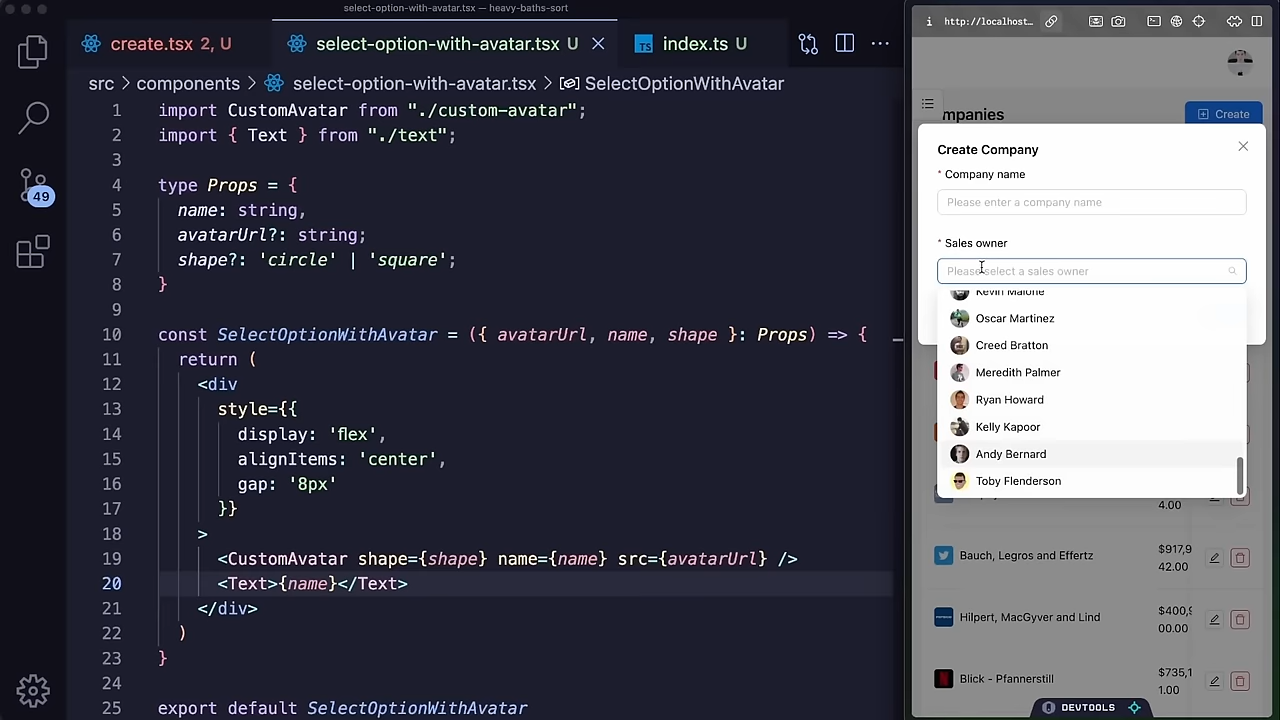 select-option-with-avatar.tsx — heavy-baths-sort
create.tsx 2, U
select-option-with-avatar.tsx U
TS index.ts U
src > components > select-option-with-avatar.tsx > SelectOptionWithAvatar
49
1 import CustomAvatar from "./custom-avatar";
2 import { Text } from "./text";
3
4 type Props = {
5 name: string,
6 avatarUrl?: string;
7 shape?: 'circle' | 'square';
8 }
9
10 const SelectOptionWithAvatar = ({ avatarUrl, name, shape }: Props) => {
11 return (
12 <div
13 style={{
14 display: 'flex',
15 alignItems: 'center',
16 gap: '8px'
17 }}
18 >
19 <CustomAvatar shape={shape} name={name} src={avatarUrl} />
20 <Text>{name}</Text>
21 </div>
22 )
23 }
24
25 export default SelectOptionWithAvatar
http://localhost…
mpanies
Create
Create Company
* Company name
Please enter a company name
* Sales owner
Please select a sales owner
Kevin Malone
Oscar Martinez
Creed Bratton
Meredith Palmer
Ryan Howard
Kelly Kapoor
Andy Bernard
Toby Flenderson
4.00
Bauch, Legros and Effertz
$917,9
42.00
Hilpert, MacGyver and Lind
$400,9
00.00
Blick - Pfannerstill
$735,1
1.00
DEVTOOLS